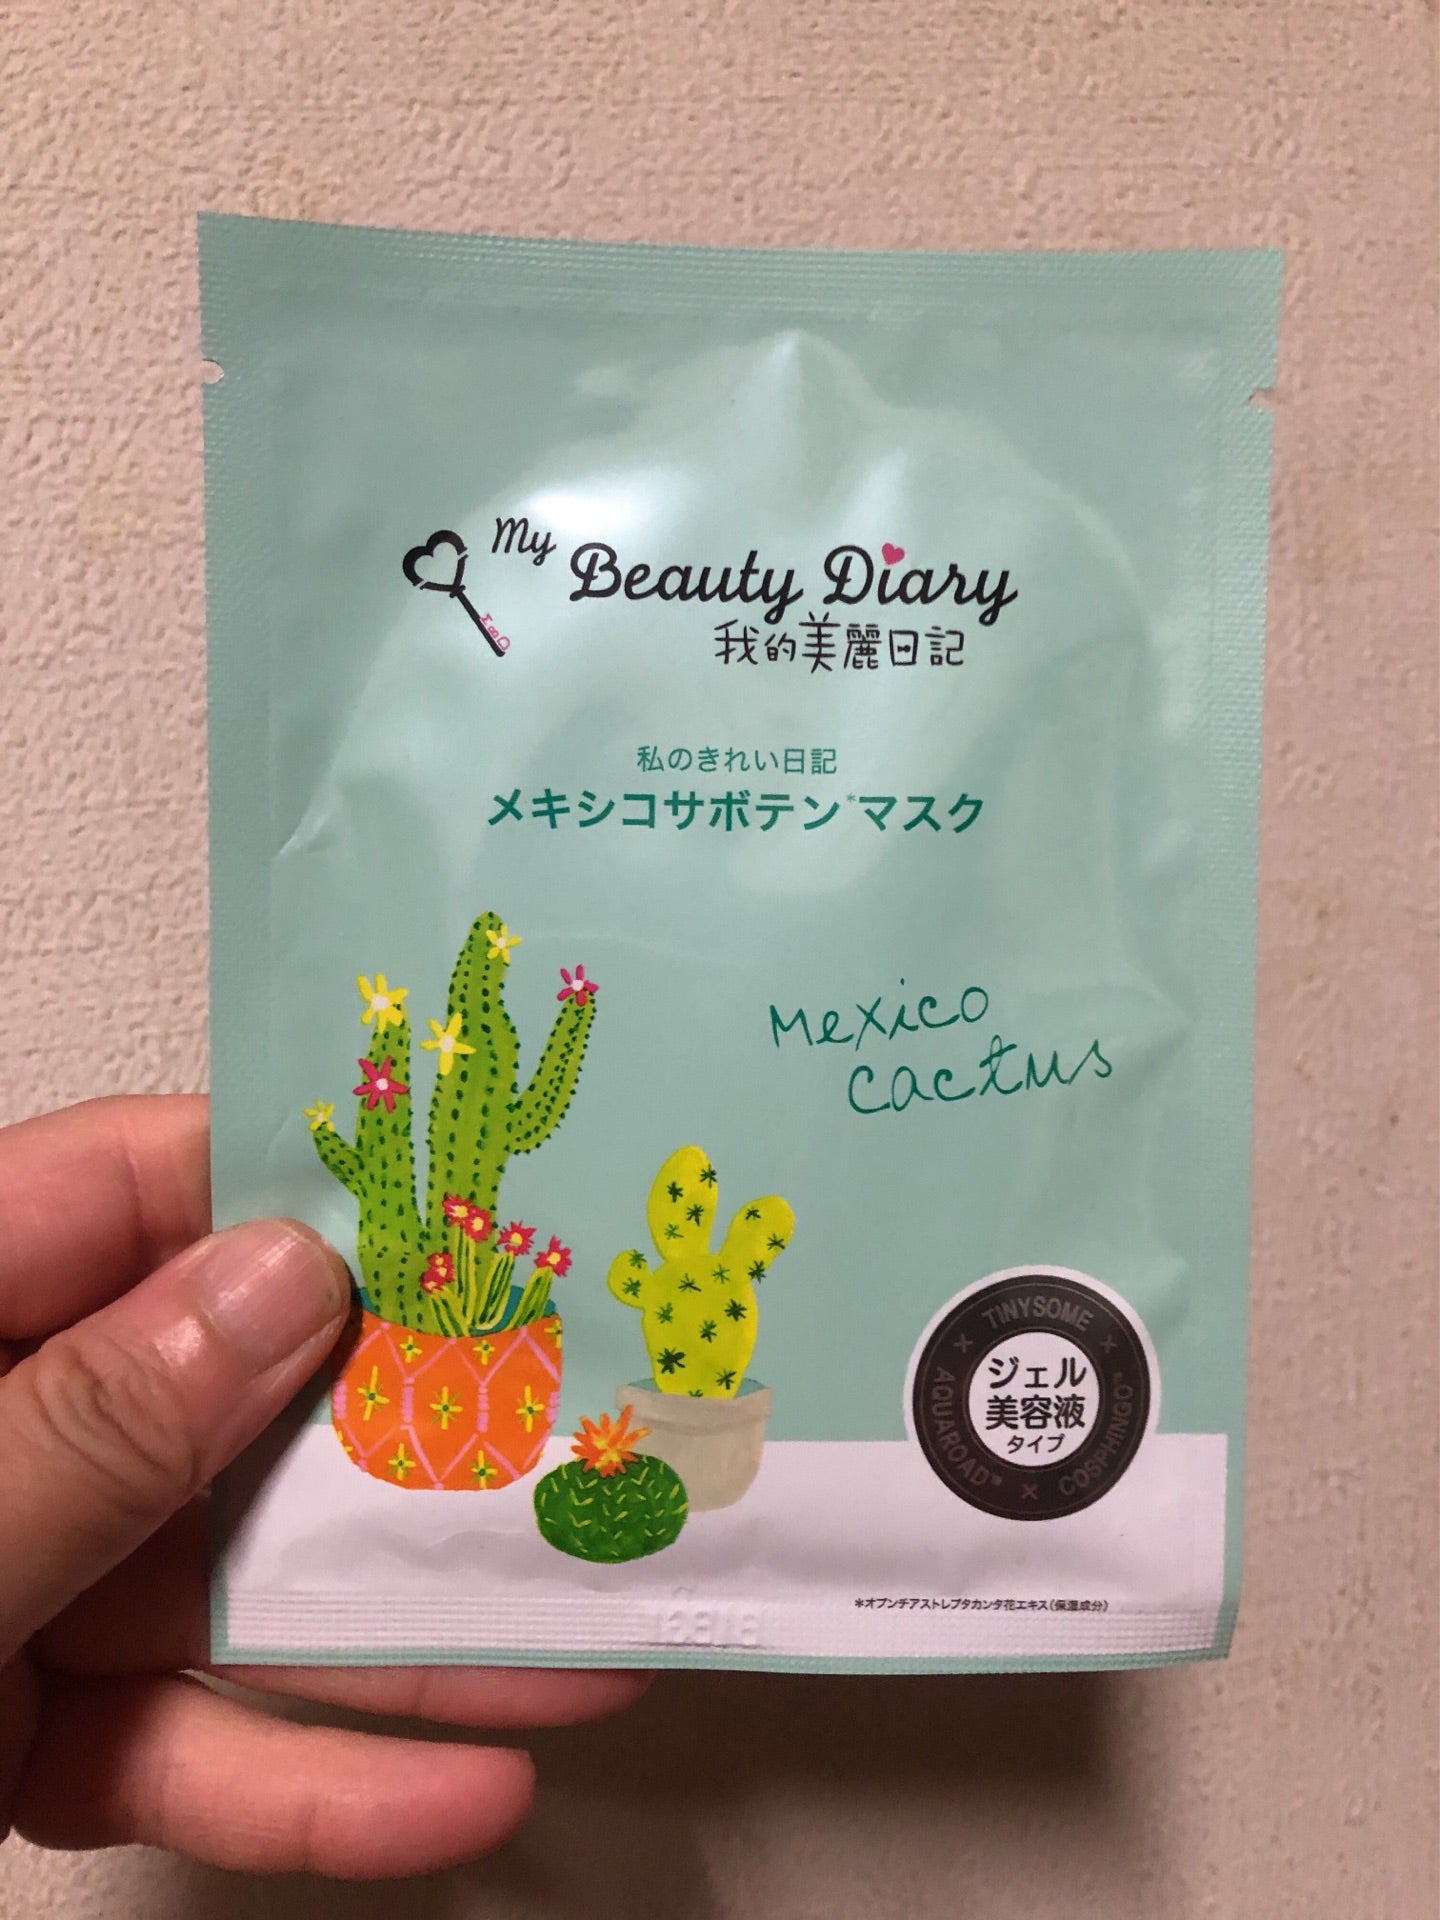 My
Beauty Diary
我的美麗日記
MBD
私のきれい日記
メキシコサボテン*マスク
Mexico
cactus
TINYSOME
ジェル
美容液
タイプ
AQUAROAD™ × COSPHINGO™
*オプンチアストレプタカンタ花エキス(保湿成分)